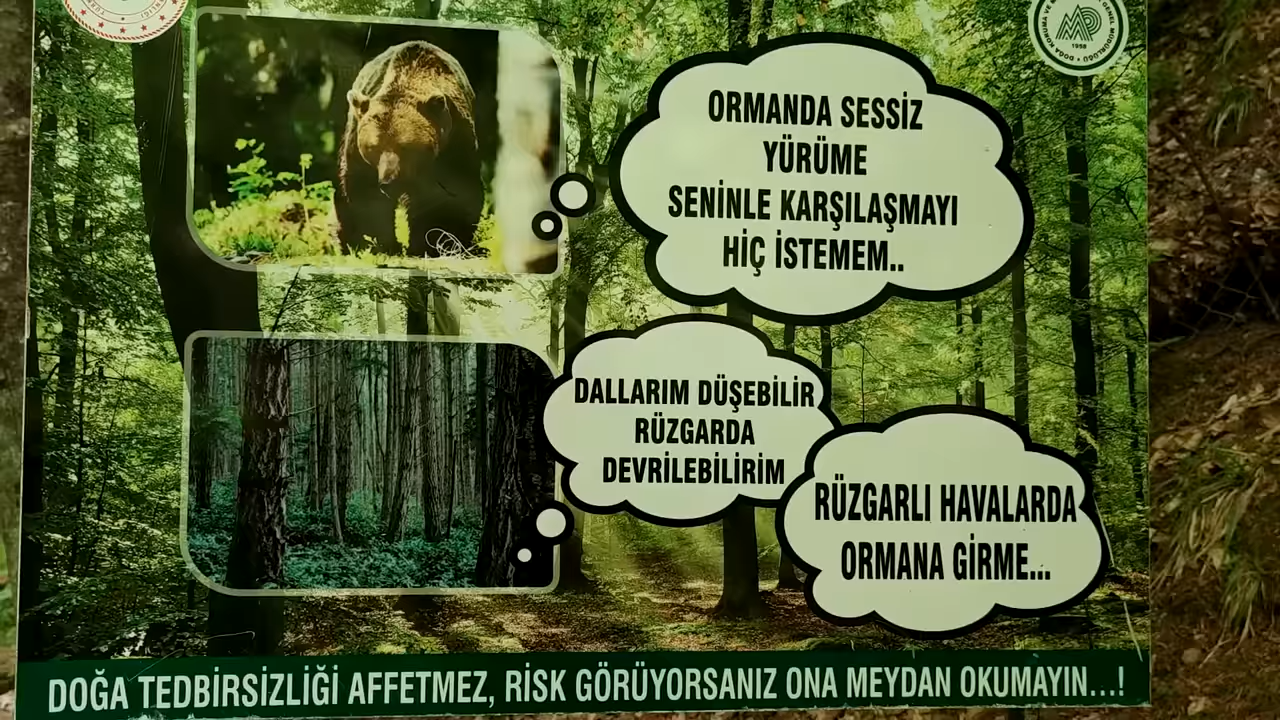 ORMANDA SESSİZ
YÜRÜME
SENİNLE KARŞILAŞMAYI
HİÇ İSTEMEM..
DALLARIM DÜŞEBİLİR
RÜZGARDA
DEVRİLEBİLİRİM
RÜZGARLI HAVALARDA
ORMANA GİRME...
DOĞA TEDBİRSİZLİĞİ AFFETMEZ, RİSK GÖRÜYORSANIZ ONA MEYDAN OKUMAYIN...!